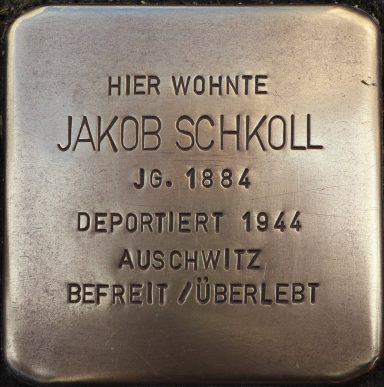 HIER WOHNTE
JAKOB SCHKOLL
JG. 1884
DEPORTIERT 1944
AUSCHWITZ
BEFREIT / ÜBERLEBT